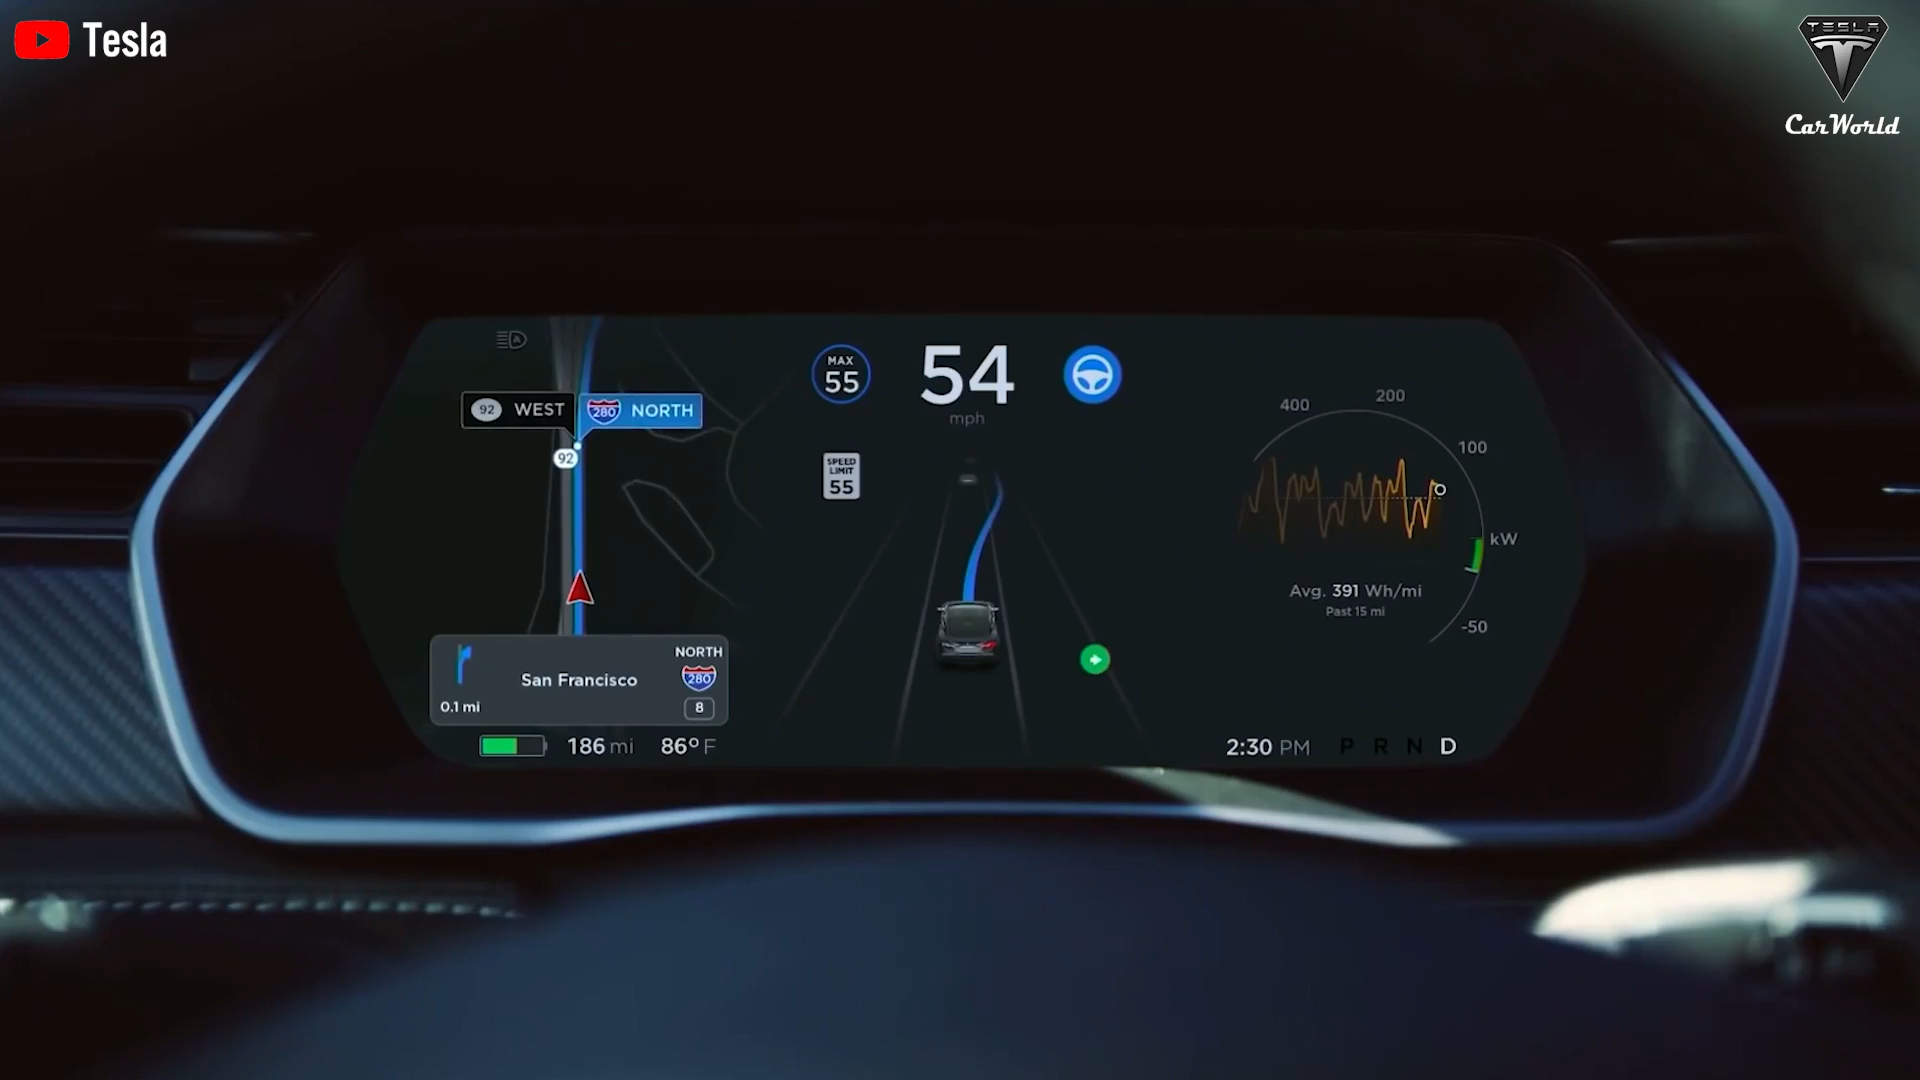 Tesla
TESLA
CarWorld
92 WEST
280 NORTH
92
MAX
55
54
mph
SPEED
LIMIT
55
400
200
100
kW
-50
Avg. 391 Wh/mi
Past 15 mi
NORTH
280
San Francisco
0.1 mi
8
186 mi
86° F
2:30 PM
P R N D